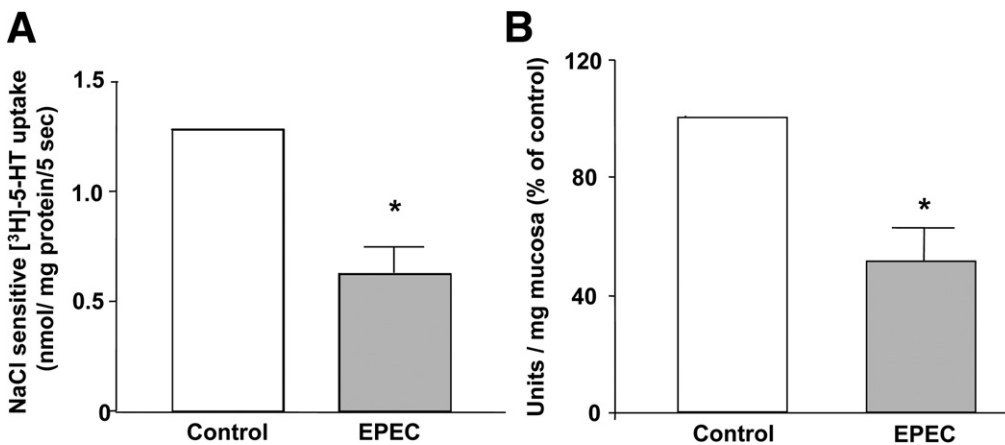 A
NaCl sensitive [³H]-5-HT uptake
(nmol/ mg protein/5 sec)
1.5
1.0
0.5
0
*
Control
EPEC
B
Units / mg mucosa (% of control)
120
80
40
0
*
Control
EPEC